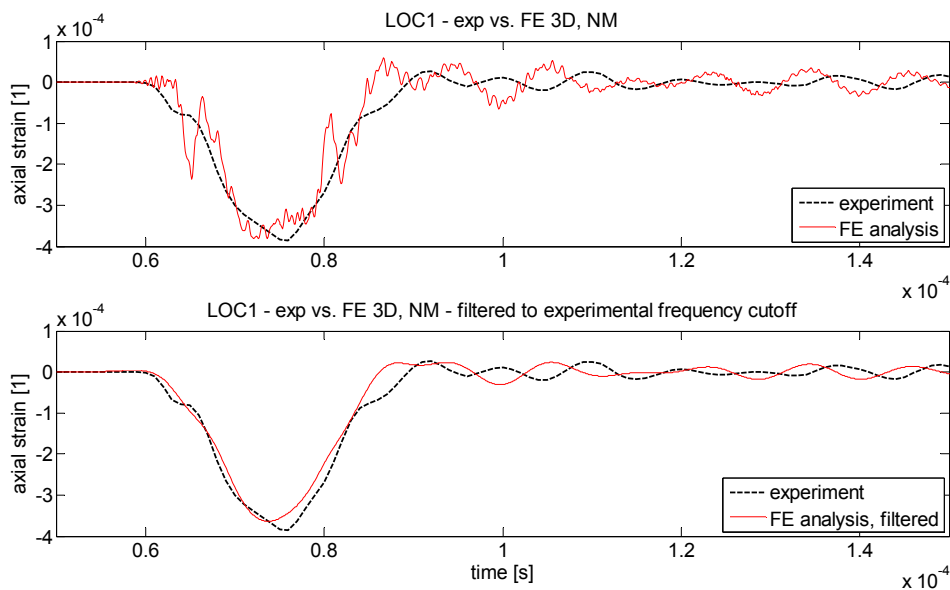 LOC1 - exp vs. FE 3D, NM
x 10^-4
1
0
-1
-2
-3
-4
axial strain [1]
experiment
FE analysis
0.6 0.8 1 1.2 1.4
x 10^-4
LOC1 - exp vs. FE 3D, NM - filtered to experimental frequency cutoff
x 10^-4
1
0
-1
-2
-3
-4
axial strain [1]
experiment
FE analysis, filtered
0.6 0.8 1 1.2 1.4
time [s]
x 10^-4